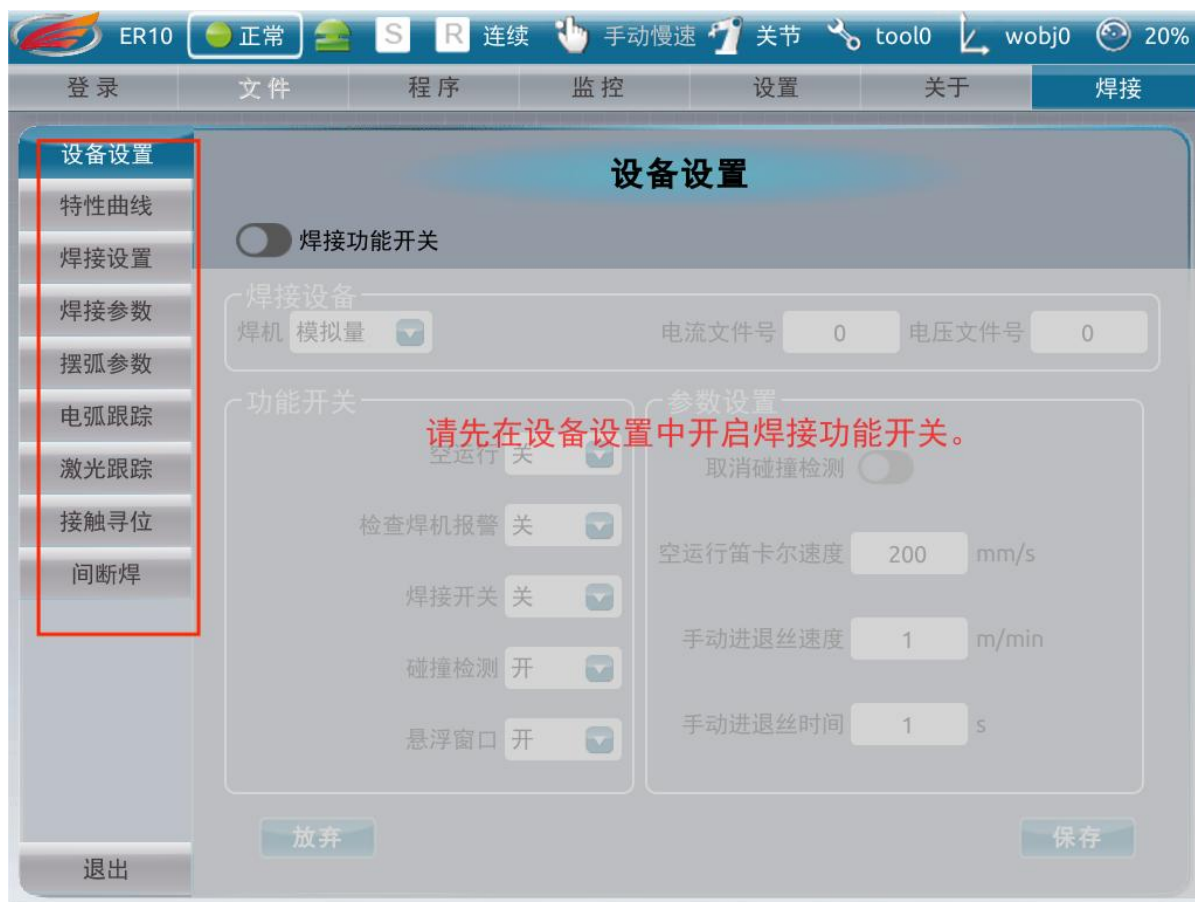 ER10 正常 S R 连续 手动慢速 关节 tool0 wobj0 20%
登录 文件 程序 监控 设置 关于 焊接
设备设置
特性曲线
焊接设置
焊接参数
摆弧参数
电弧跟踪
激光跟踪
接触寻位
间断焊
退出
设备设置
焊接功能开关
焊接设备
焊机 模拟量 电流文件号 0 电压文件号 0
功能开关
空运行 关
检查焊机报警 关
焊接开关 关
碰撞检测 开
悬浮窗口 开
参数设置
取消碰撞检测
空运行笛卡尔速度 200 mm/s
手动进退丝速度 1 m/min
手动进退丝时间 1 s
请先在设备设置中开启焊接功能开关。
放弃 保存